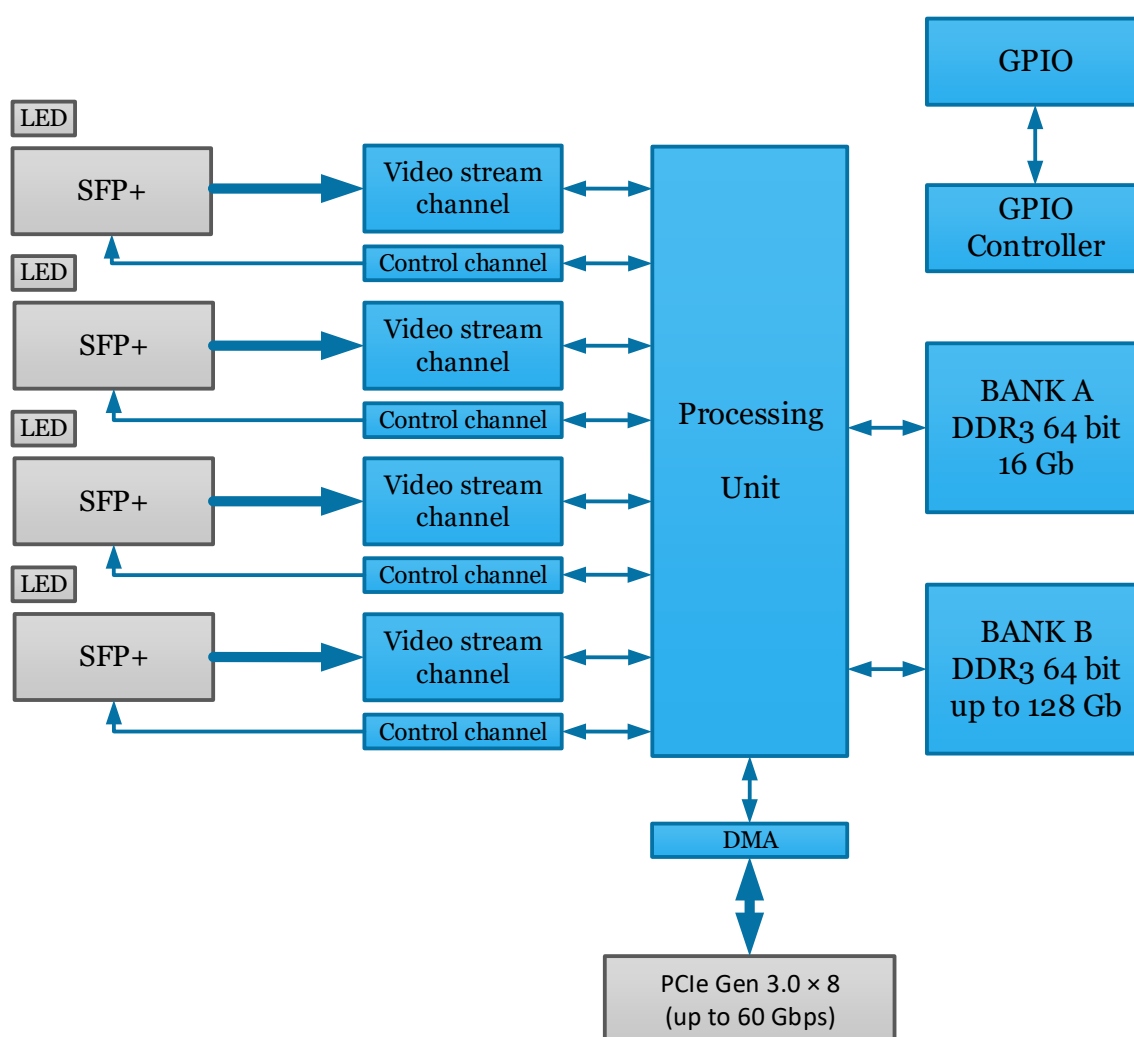 GPIO
LED
SFP+
Video stream
channel
GPIO
Controller
Control channel
LED
SFP+
Video stream
channel
Control channel
LED
Processing
Unit
BANK A
DDR3 64 bit
16 Gb
SFP+
Video stream
channel
Control channel
LED
SFP+
Video stream
channel
Control channel
BANK B
DDR3 64 bit
up to 128 Gb
DMA
PCIe Gen 3.0 × 8
(up to 60 Gbps)